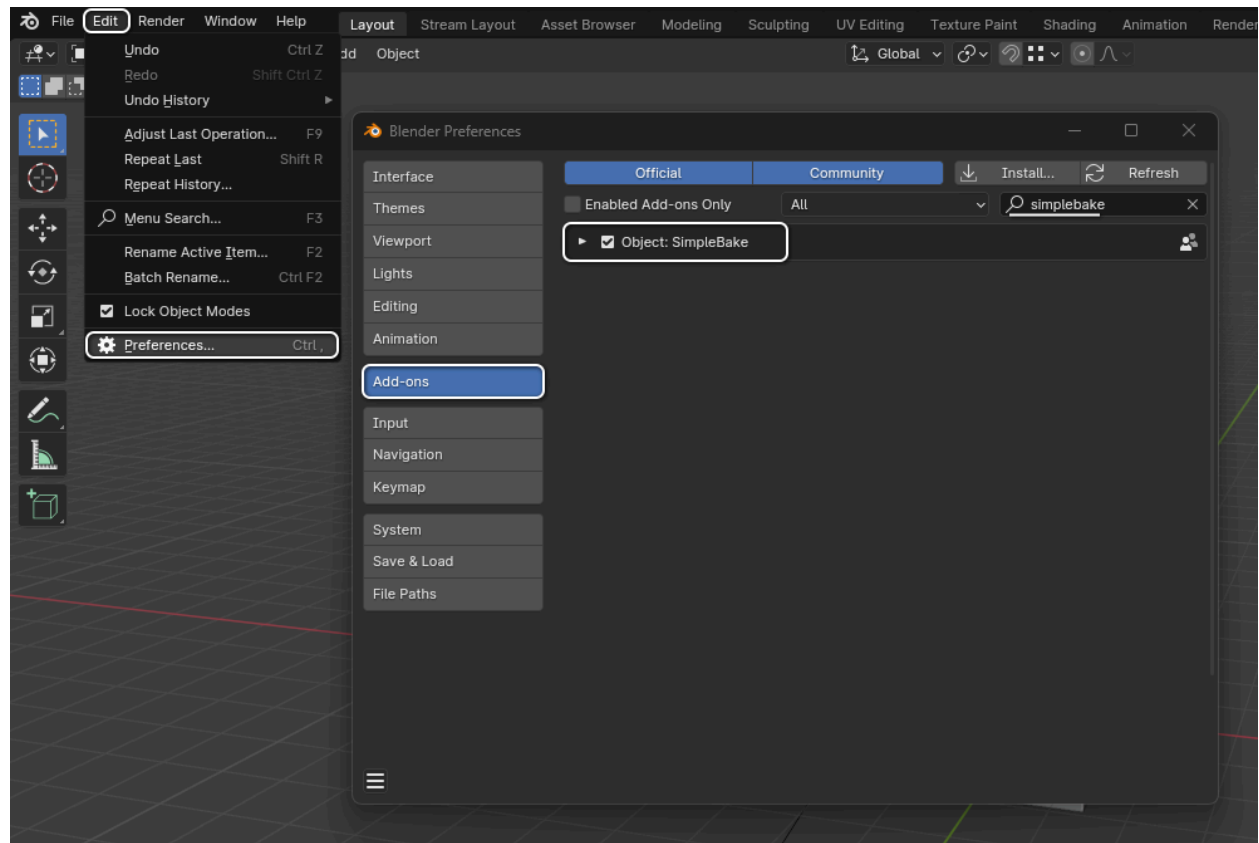 File Edit Render Window Help Layout Stream Layout Asset Browser Modeling Sculpting UV Editing Texture Paint Shading Animation Render
Object Global
Undo Ctrl Z
Redo Shift Ctrl Z
Undo History
Adjust Last Operation... F9
Repeat Last Shift R
Repeat History...
Menu Search... F3
Rename Active Item... F2
Batch Rename... Ctrl F2
Lock Object Modes
Preferences... Ctrl ,
Blender Preferences
Interface
Themes
Viewport
Lights
Editing
Animation
Add-ons
Input
Navigation
Keymap
System
Save & Load
File Paths
Official Community Install... Refresh
Enabled Add-ons Only All simplebake
Object: SimpleBake